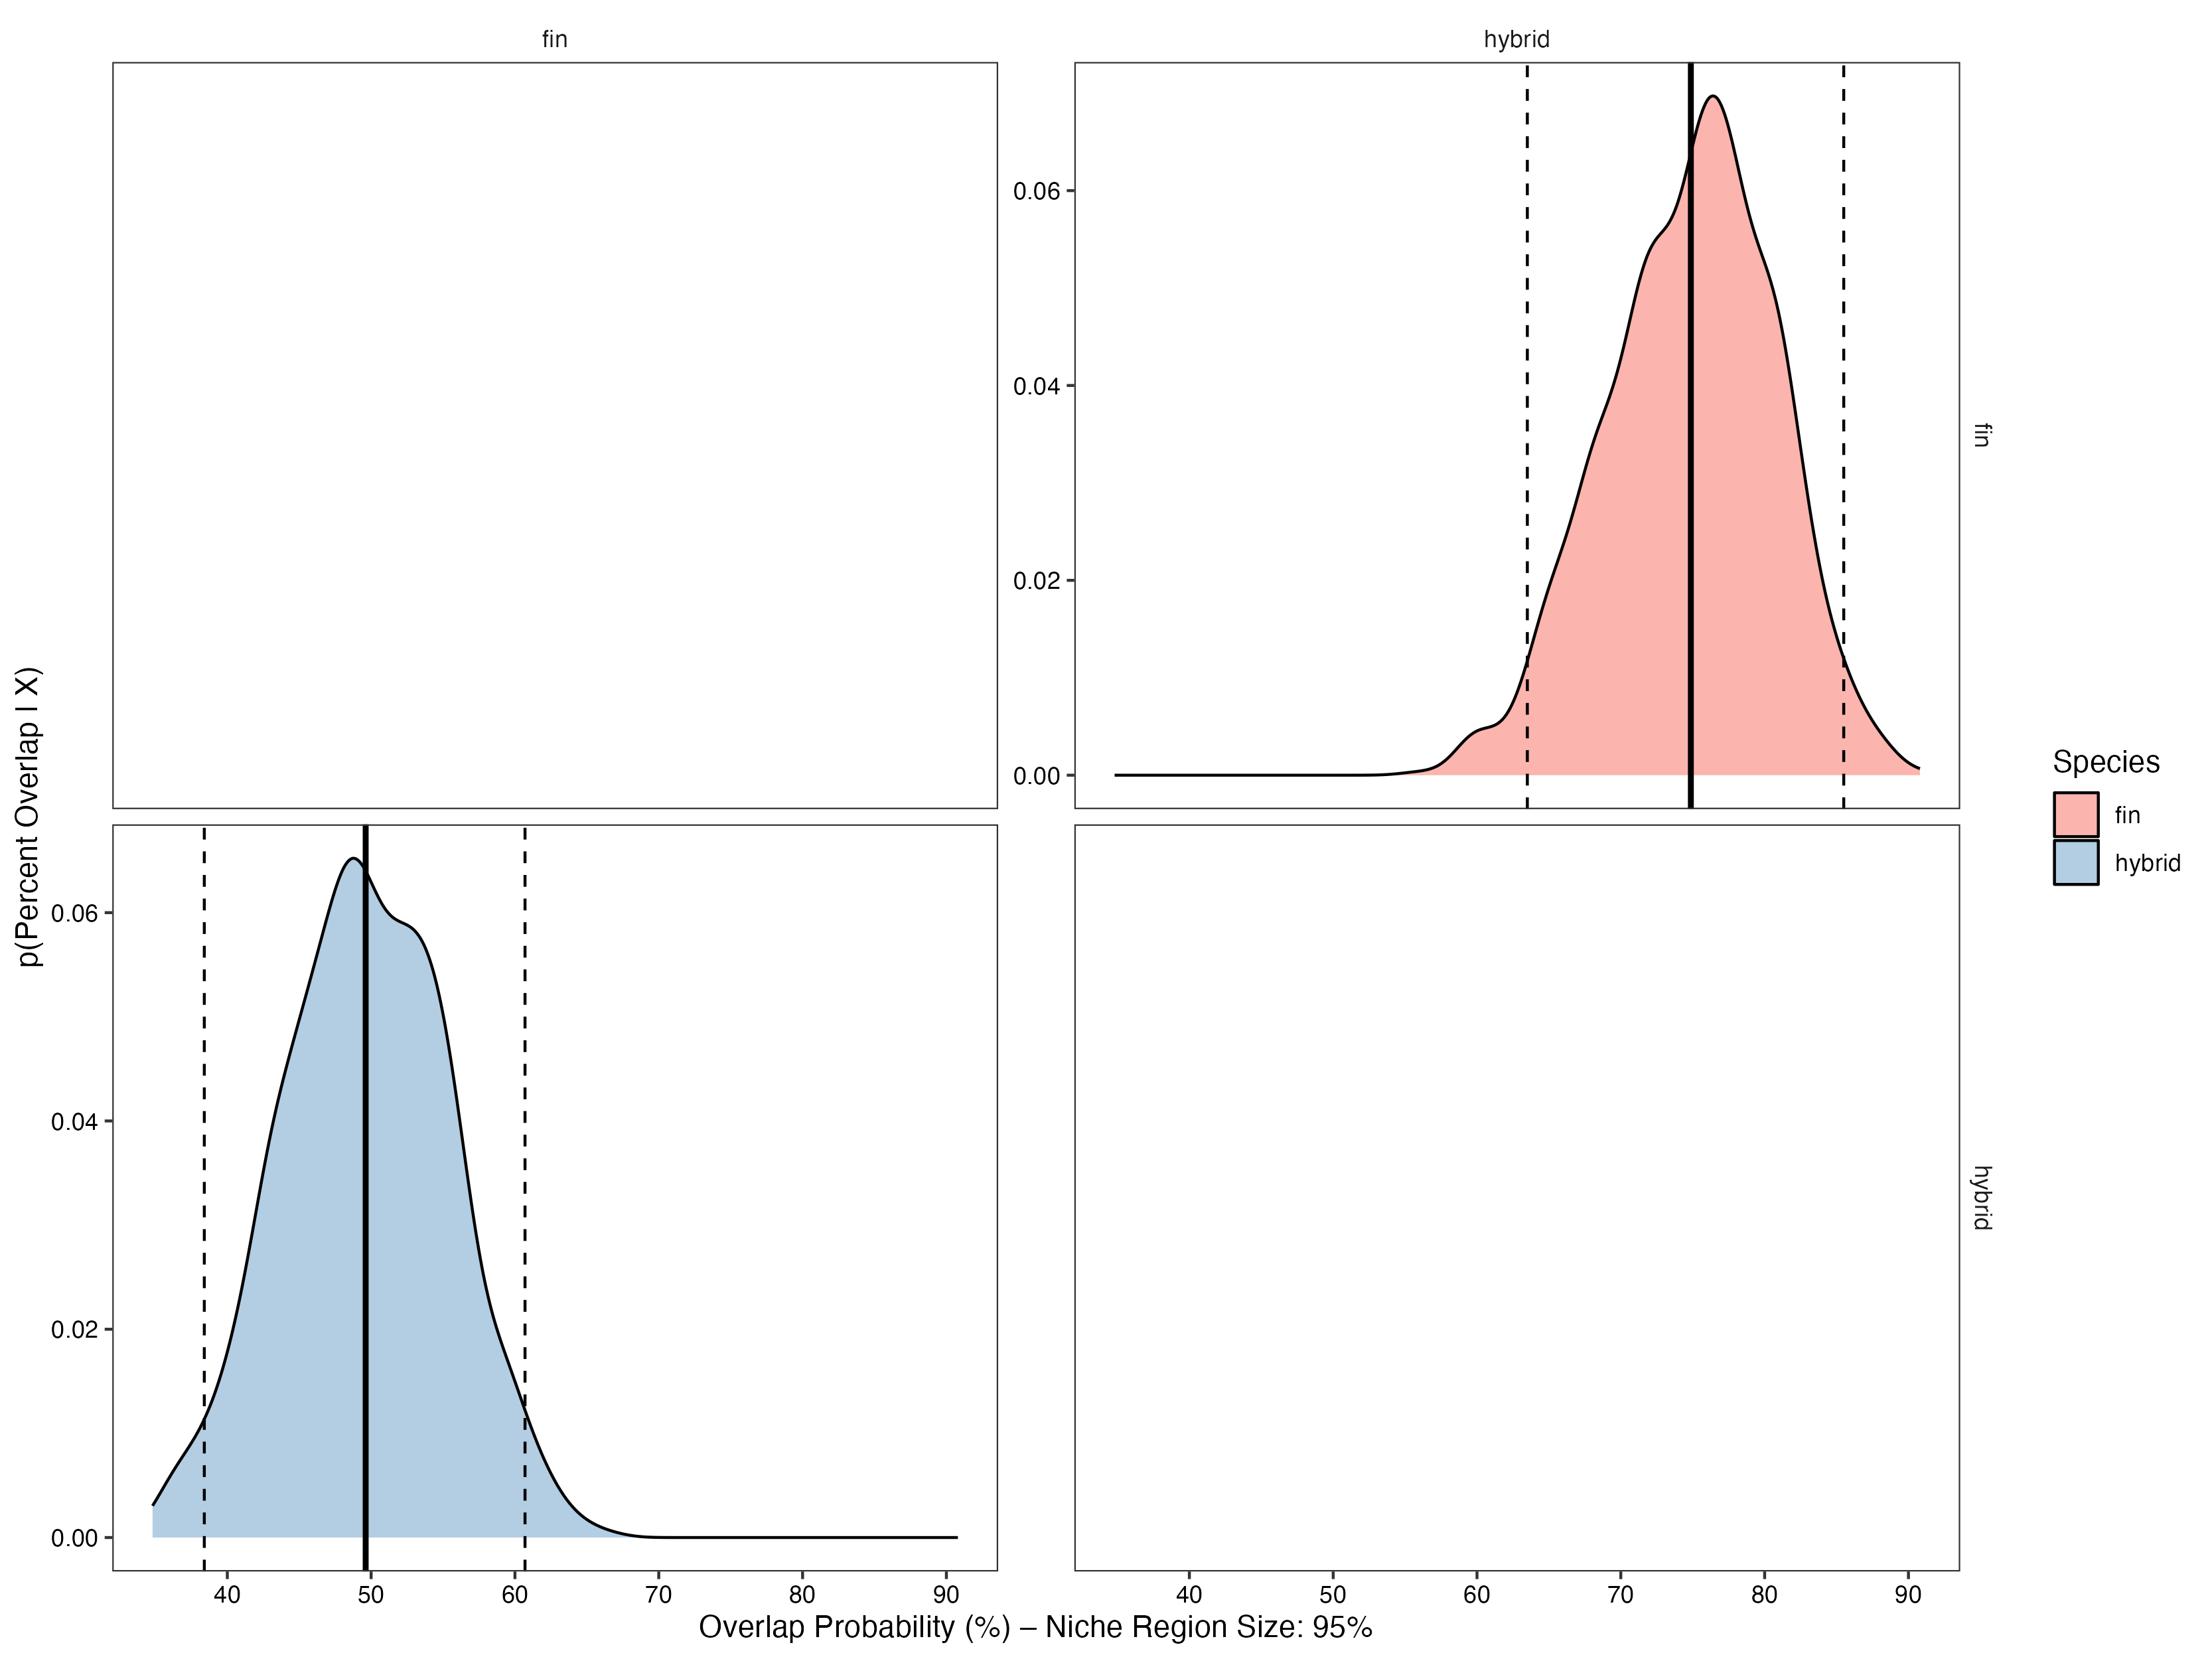 fin
hybrid
0.06
0.04
0.02
0.00
fin
p(Percent Overlap | X)
Species
fin
hybrid
0.06
0.04
0.02
0.00
hybrid
40 50 60 70 80 90
40 50 60 70 80 90
Overlap Probability (%) – Niche Region Size: 95%